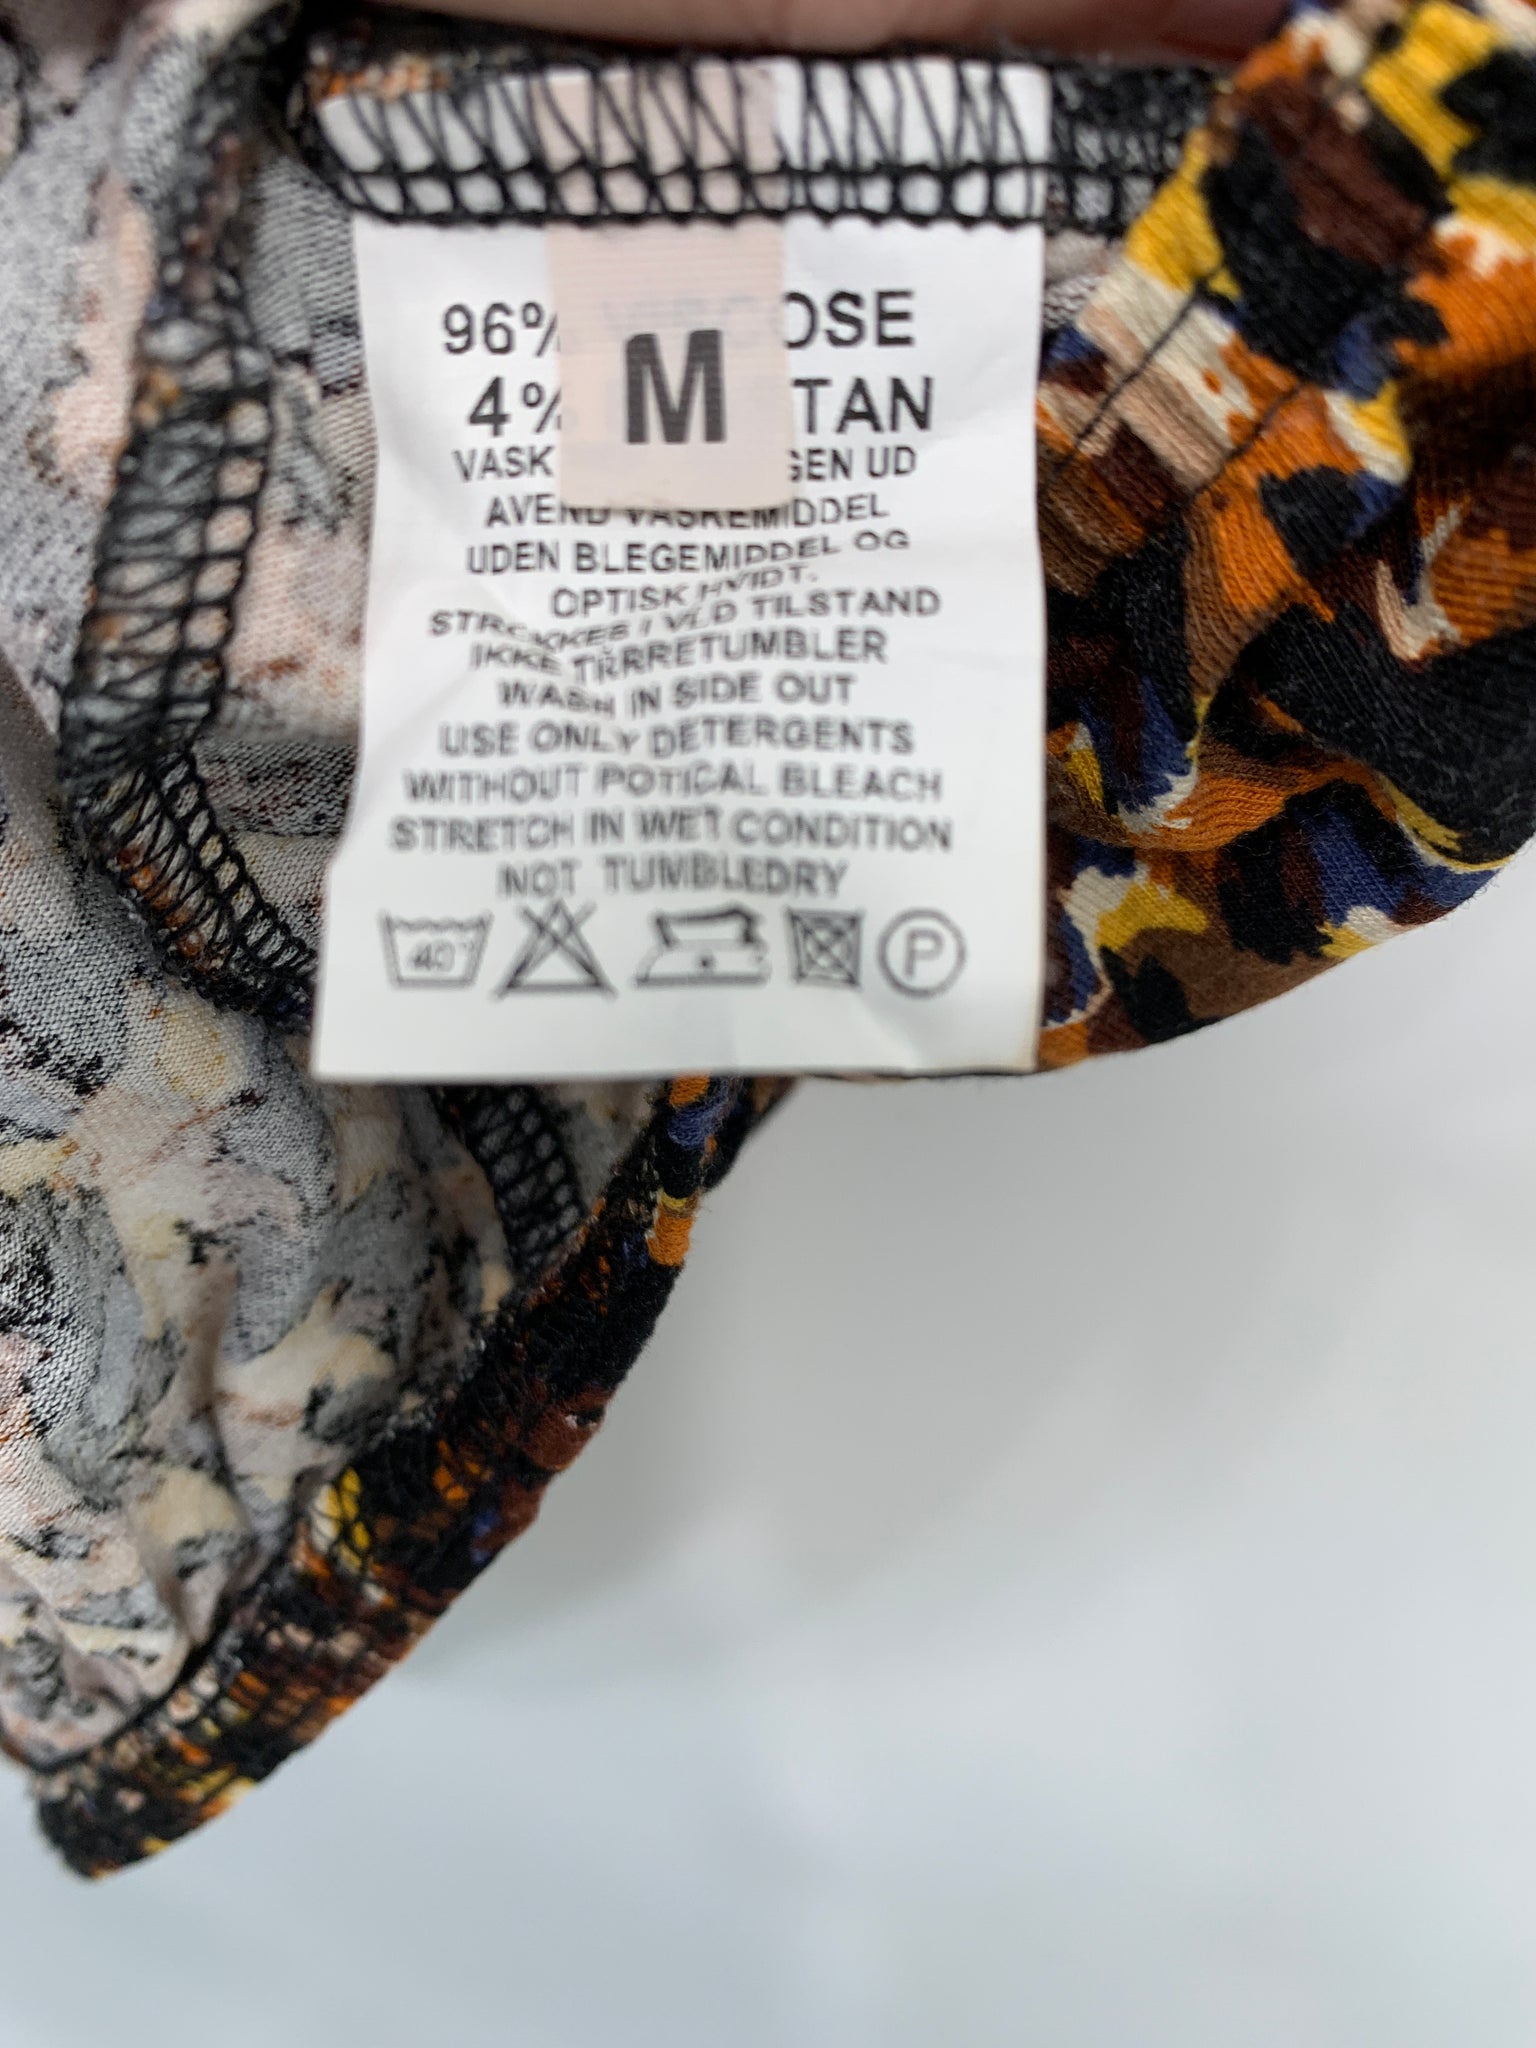 96% VISCOSE
M
4% TAN
VASK GEN UD
AVEND VASKEMIDDEL
UDEN BLEGEMIDDEL OG
OPTISK HVIDT.
STRÆKKES I VÅD TILSTAND
IKKE TØRRETUMBLER
WASH IN SIDE OUT
USE ONLY DETERGENTS
WITHOUT POTICAL BLEACH
STRETCH IN WET CONDITION
NOT TUMBLEDRY
40° P